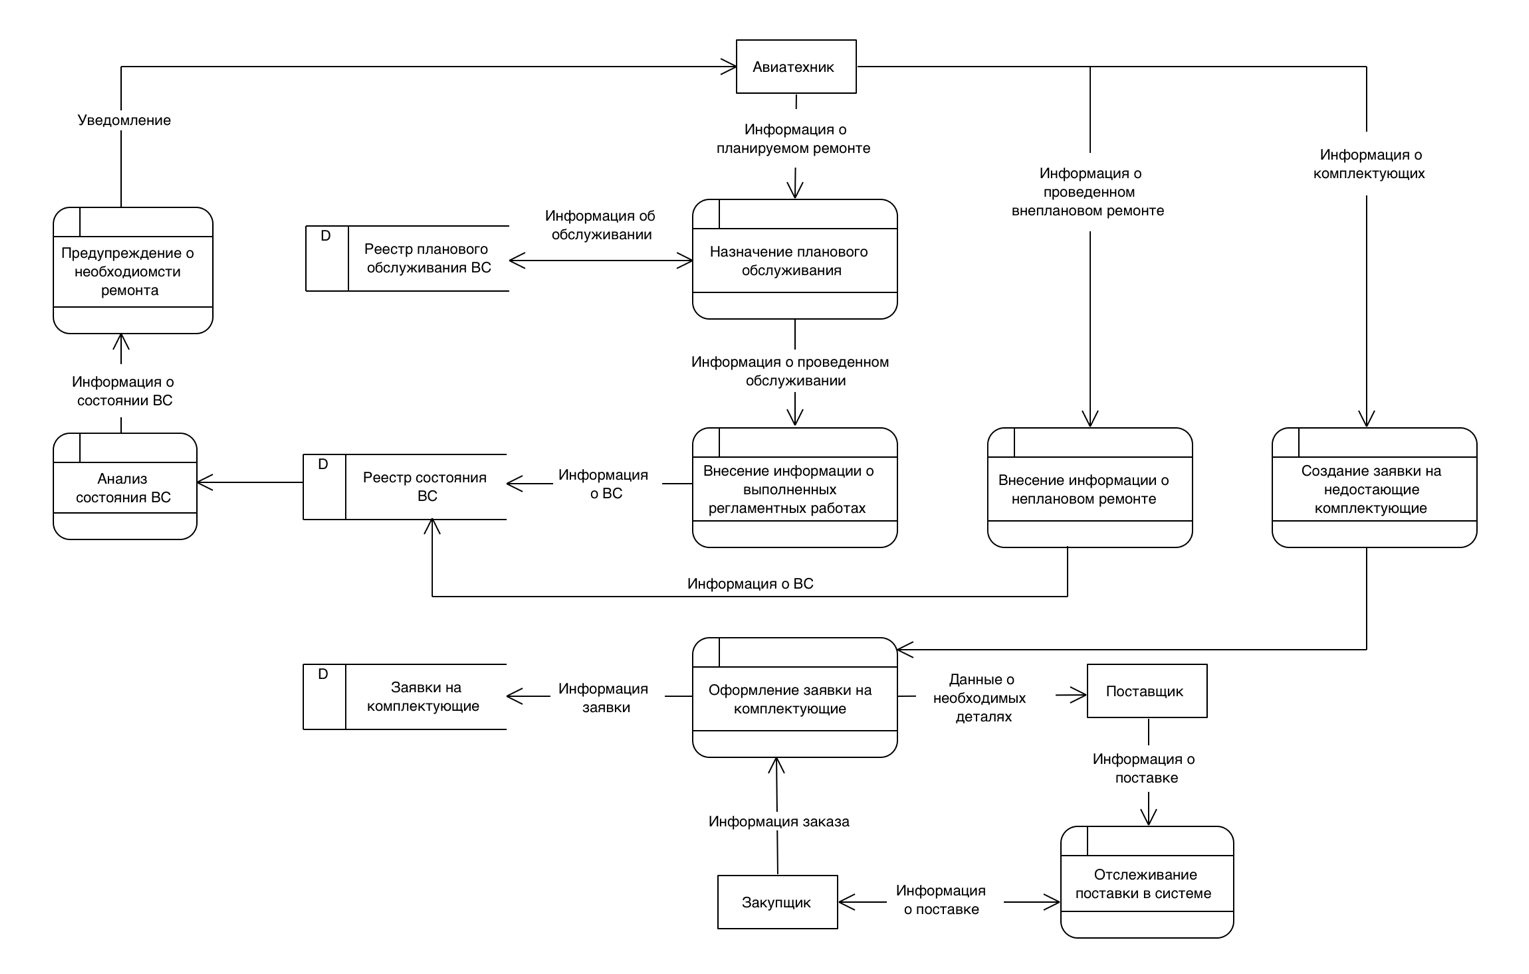 Авиатехник
Уведомление
Информация о
планируемом ремонте
Информация о
проведенном
внеплановом ремонте
Информация о
комплектующих
Предупреждение о
необходиомсти
ремонта
D
Реестр планового
обслуживания ВС
Информация об
обслуживании
Назначение планового
обслуживания
Информация о
состоянии ВС
Информация о проведенном
обслуживании
Анализ
состояния ВС
D
Реестр состояния
ВС
Информация
о ВС
Внесение информации о
выполненных
регламентных работах
Внесение информации о
неплановом ремонте
Создание заявки на
недостающие
комплектующие
Информация о ВС
D
Заявки на
комплектующие
Информация
заявки
Оформление заявки на
комплектующие
Данные о
необходимых
деталях
Поставщик
Информация о
поставке
Информация заказа
Закупщик
Информация
о поставке
Отслеживание
поставки в системе